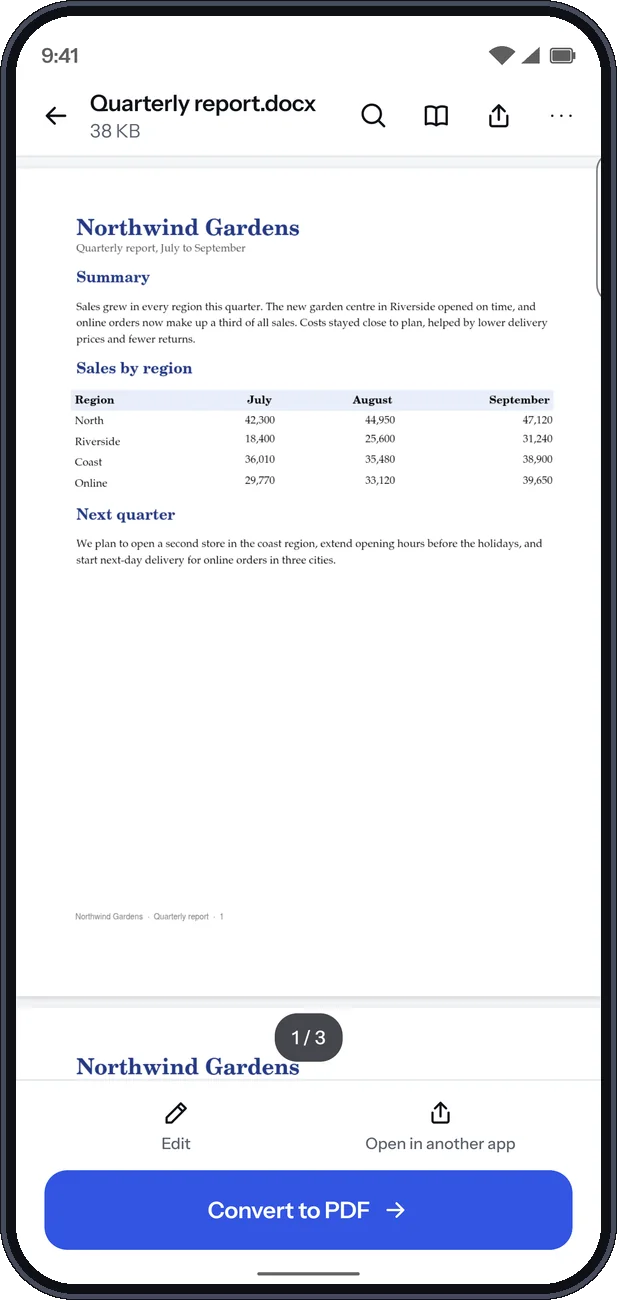 9:41
Quarterly report.docx
38 KB
Northwind Gardens
Quarterly report, July to September
Summary
Sales grew in every region this quarter. The new garden centre in Riverside opened on time, and
online orders now make up a third of all sales. Costs stayed close to plan, helped by lower delivery
prices and fewer returns.
Sales by region
Region July August September
North 42,300 44,950 47,120
Riverside 18,400 25,600 31,240
Coast 36,010 35,480 38,900
Online 29,770 33,120 39,650
Next quarter
We plan to open a second store in the coast region, extend opening hours before the holidays, and
start next-day delivery for online orders in three cities.
Northwind Gardens · Quarterly report · 1
1 / 3
Northwind Gardens
Edit
Open in another app
Convert to PDF